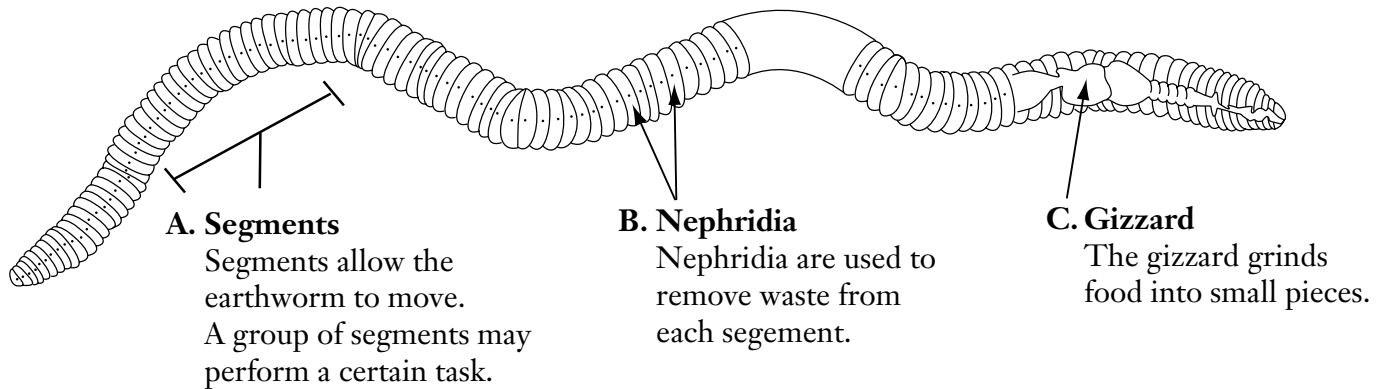 A. Segments
Segments allow the
earthworm to move.
A group of segments may
perform a certain task.
B. Nephridia
Nephridia are used to
remove waste from
each segement.
C. Gizzard
The gizzard grinds
food into small pieces.